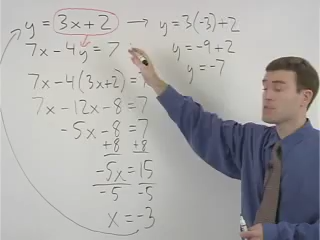 y = 3x+2 → y = 3(-3)+2
7x - 4y = 7
y = -9+2
y = -7
7x - 4(3x+2) = 7
7x - 12x - 8 = 7
-5x - 8 = 7
+8 +8
-5x = 15
-5 -5
x = -3